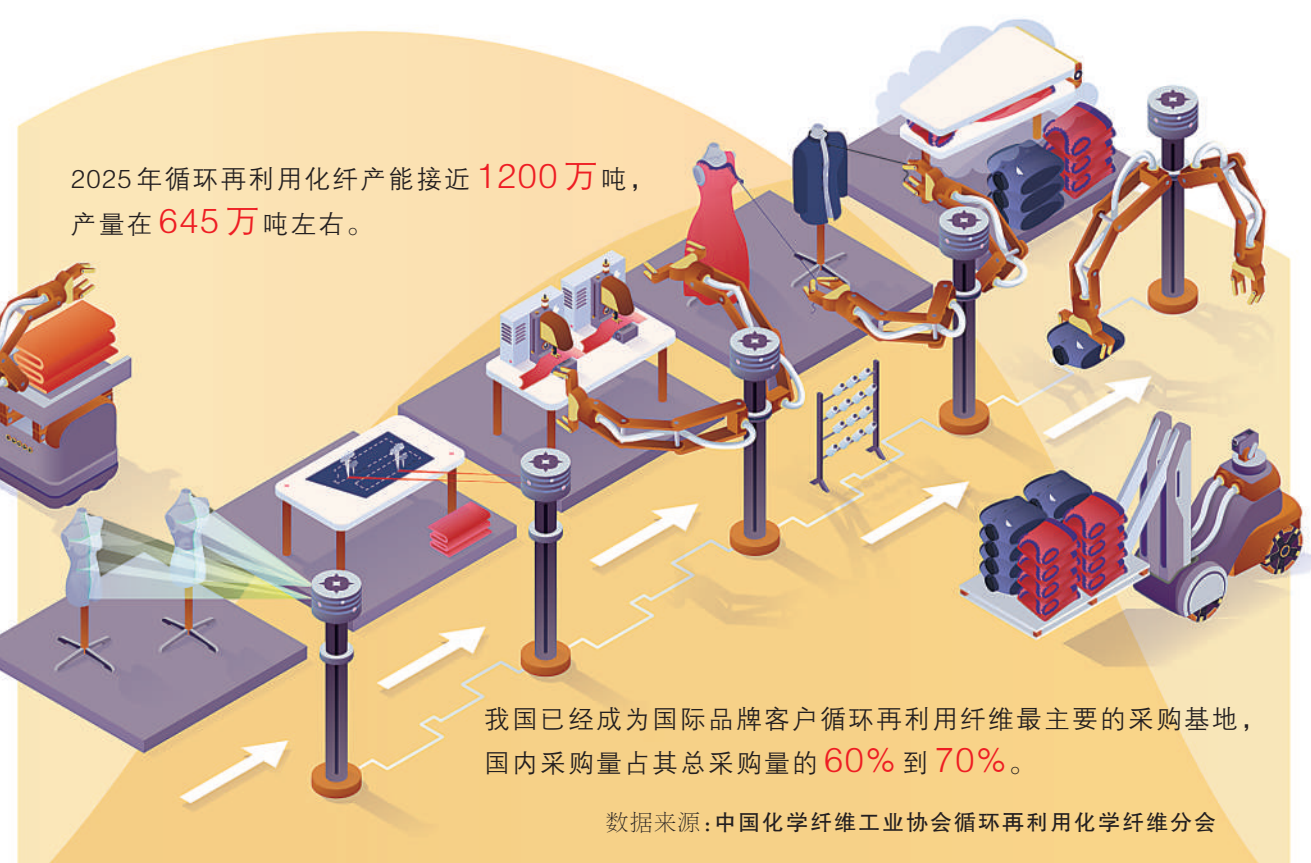 2025年循环再利用化纤产能接近1200万吨，
产量在645万吨左右。
我国已经成为国际品牌客户循环再利用纤维最主要的采购基地，
国内采购量占其总采购量的60%到70%。
数据来源：中国化学纤维工业协会循环再利用化学纤维分会